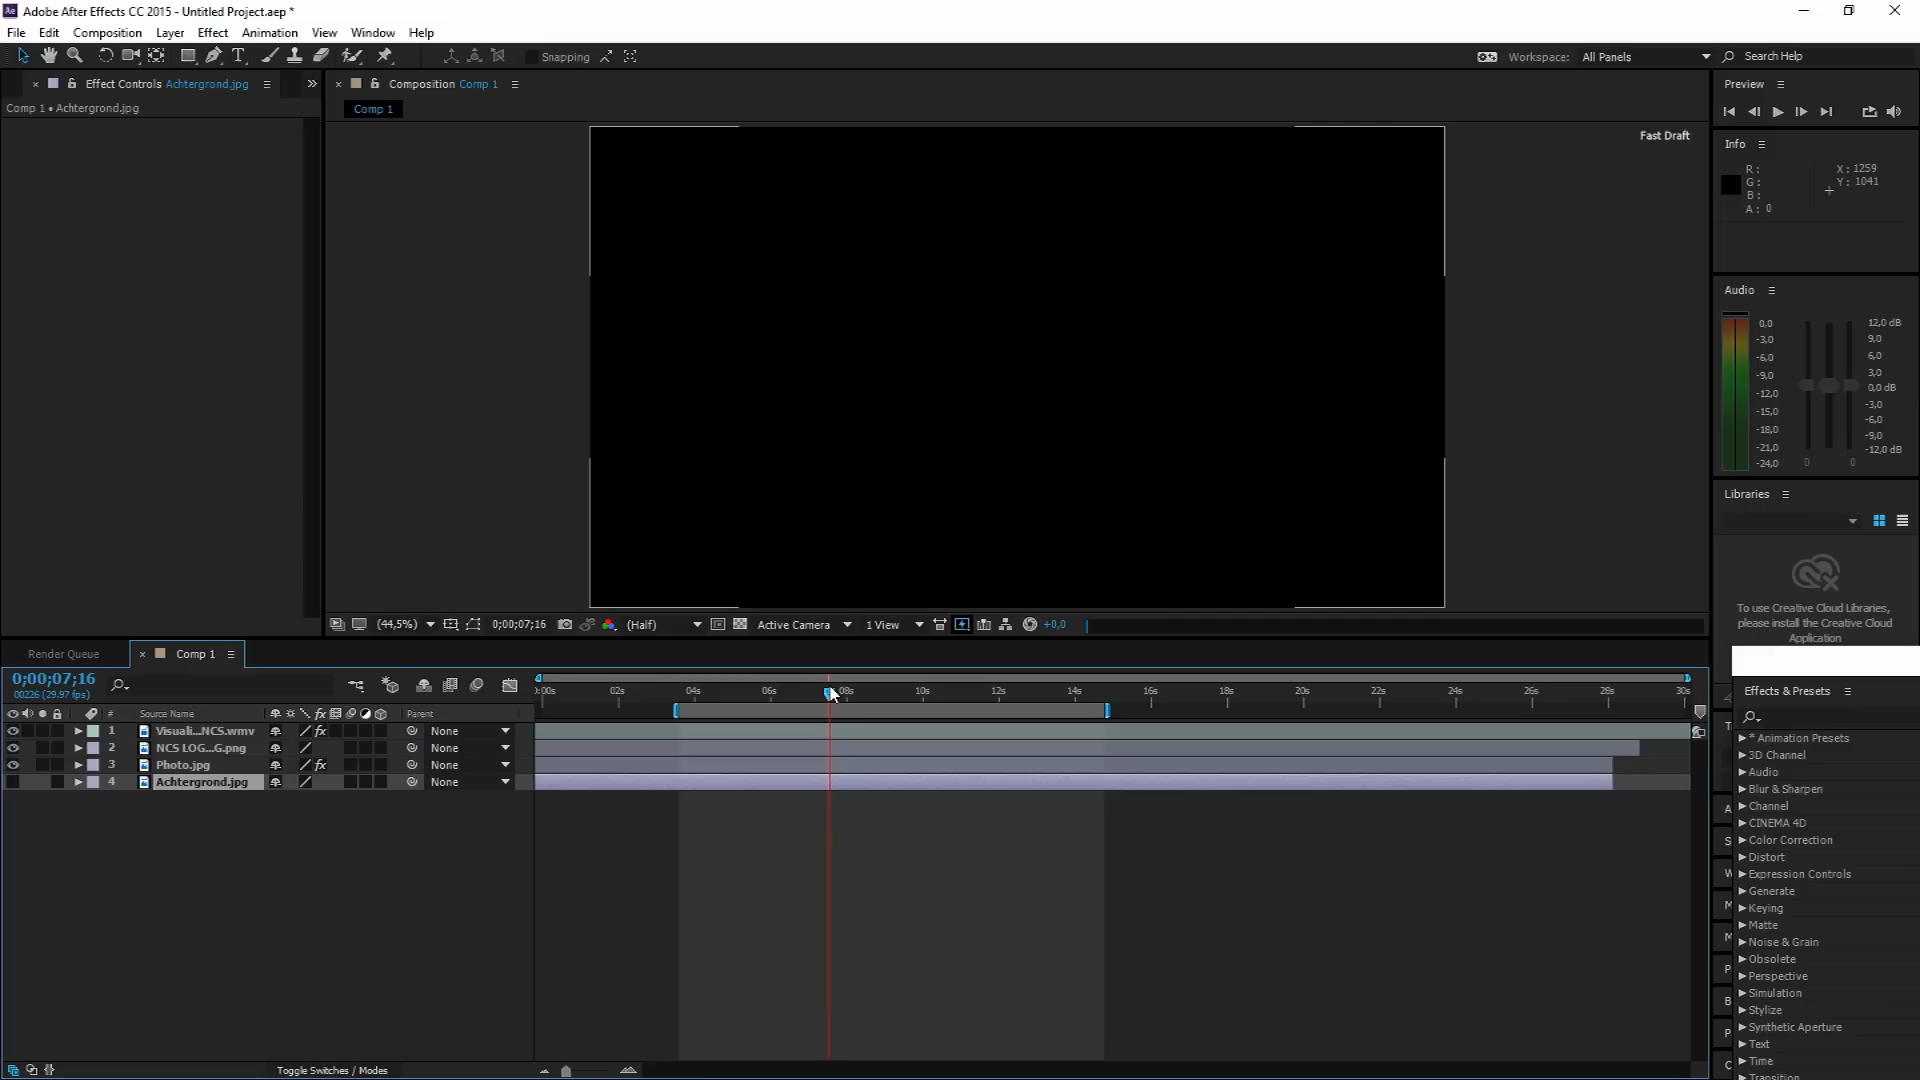 Adobe After Effects CC 2015 - Untitled Project.aep *
File Edit Composition Layer Effect Animation View Window Help
Snapping
Workspace: All Panels
Search Help
Effect Controls Achtergrond.jpg
Comp 1 • Achtergrond.jpg
Composition Comp 1
Comp 1
Fast Draft
Preview
Info
R:
G:
B:
A: 0
X: 1259
Y: 1041
Audio
0,0
-3,0
-6,0
-9,0
-12,0
-15,0
-18,0
-21,0
-24,0
12,0 dB
9,0
6,0
3,0
0,0 dB
-3,0
-6,0
-9,0
-12,0 dB
0 0
Libraries
To use Creative Cloud Libraries,
please install the Creative Cloud
Application
(44,5%) 0;00;07;16 (Half) Active Camera 1 View +0,0
Render Queue Comp 1
0;00;07;16
00226 (29.97 fps)
:00s 02s 04s 06s 08s 10s 12s 14s 16s 18s 20s 22s 24s 26s 28s 30s
# Source Name fx Parent
1 Visuali...NCS.wmv fx None
2 NCS LOG...G.png None
3 Photo.jpg fx None
4 Achtergrond.jpg None
Toggle Switches / Modes
Effects & Presets
* Animation Presets
3D Channel
Audio
Blur & Sharpen
Channel
CINEMA 4D
Color Correction
Distort
Expression Controls
Generate
Keying
Matte
Noise & Grain
Obsolete
Perspective
Simulation
Stylize
Synthetic Aperture
Text
Time
Transition